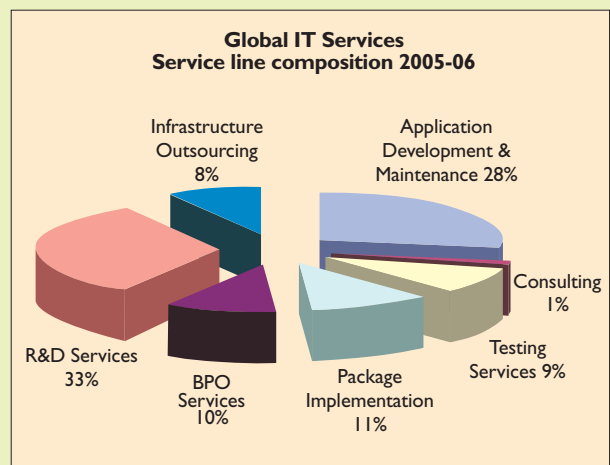 Global IT Services
Service line composition 2005-06
Infrastructure
Outsourcing
8%
Application
Development &
Maintenance 28%
Consulting
1%
Testing
Services 9%
Package
Implementation
11%
BPO
Services
10%
R&D Services
33%